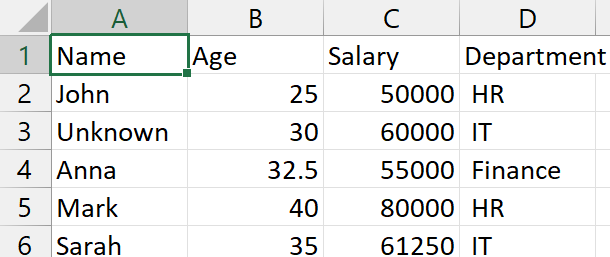 A B C D
1 Name Age Salary Department
2 John 25 50000 HR
3 Unknown 30 60000 IT
4 Anna 32.5 55000 Finance
5 Mark 40 80000 HR
6 Sarah 35 61250 IT